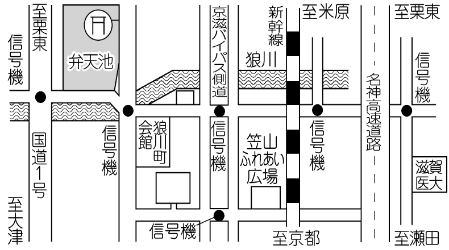 至栗東
京滋バイパス側道
新幹線
至米原
至栗東
信号機
弁天池
狼川
名神高速道路
信号機
国道1号
信号機
狼川町会館
信号機
笠山
ふれあい
広場
信号機
滋賀
医大
至大津
信号機
至京都
至瀬田